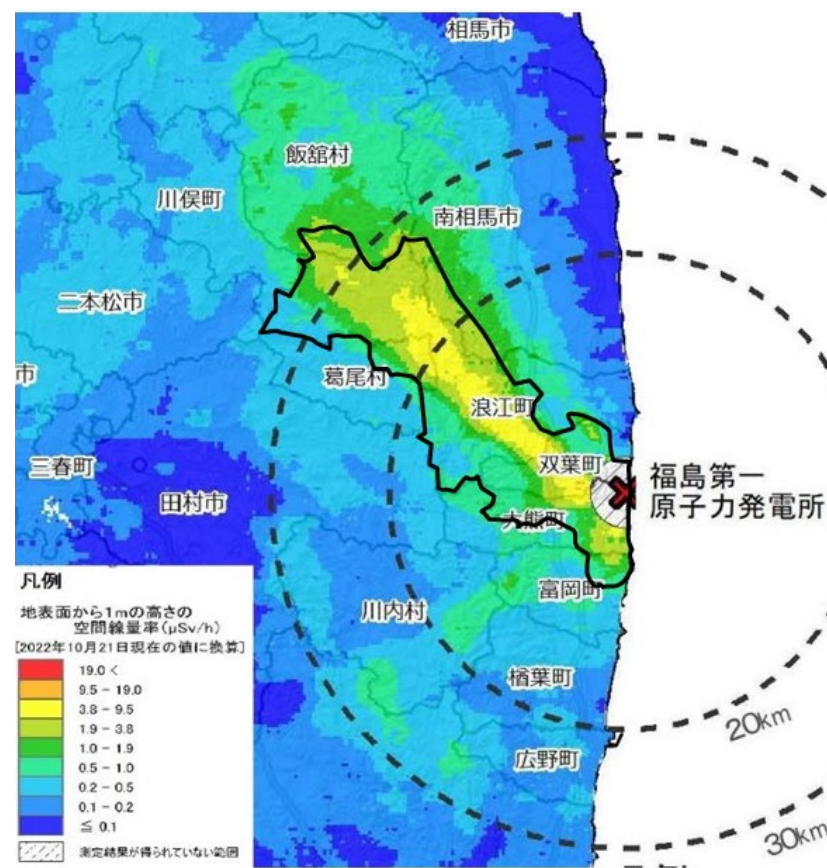 相馬市
飯舘村
川俣町
南相馬市
二本松市
市
葛尾村
浪江町
三春町
双葉町
福島第一
原子力発電所
田村市
大熊町
凡例
富岡町
地表面から1mの高さの
空間線量率(μSv/h)
[2022年10月21日現在の値に換算]
川内村
19.0 <
9.5 - 19.0
3.8 - 9.5
1.9 - 3.8
1.0 - 1.9
0.5 - 1.0
0.2 - 0.5
0.1 - 0.2
≦ 0.1
測定結果が得られていない範囲
楢葉町
20km
広野町
30km